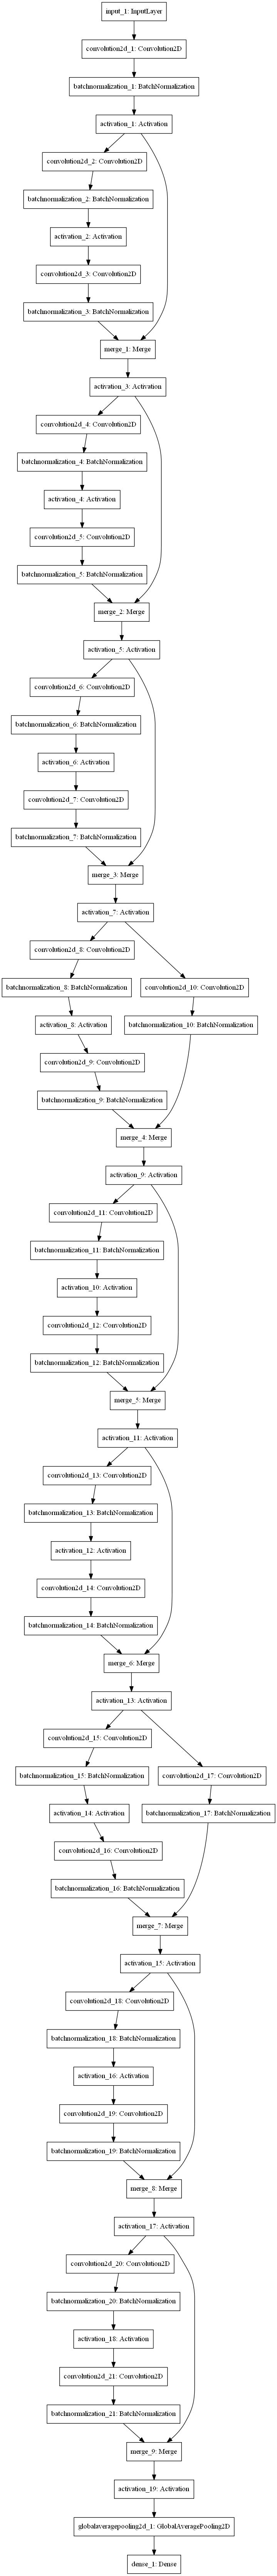 input_1: InputLayer
convolution2d_1: Convolution2D
batchnormalization_1: BatchNormalization
activation_1: Activation
convolution2d_2: Convolution2D
batchnormalization_2: BatchNormalization
activation_2: Activation
convolution2d_3: Convolution2D
batchnormalization_3: BatchNormalization
merge_1: Merge
activation_3: Activation
convolution2d_4: Convolution2D
batchnormalization_4: BatchNormalization
activation_4: Activation
convolution2d_5: Convolution2D
batchnormalization_5: BatchNormalization
merge_2: Merge
activation_5: Activation
convolution2d_6: Convolution2D
batchnormalization_6: BatchNormalization
activation_6: Activation
convolution2d_7: Convolution2D
batchnormalization_7: BatchNormalization
merge_3: Merge
activation_7: Activation
convolution2d_8: Convolution2D
convolution2d_10: Convolution2D
batchnormalization_8: BatchNormalization
batchnormalization_10: BatchNormalization
activation_8: Activation
convolution2d_9: Convolution2D
batchnormalization_9: BatchNormalization
merge_4: Merge
activation_9: Activation
convolution2d_11: Convolution2D
batchnormalization_11: BatchNormalization
activation_10: Activation
convolution2d_12: Convolution2D
batchnormalization_12: BatchNormalization
merge_5: Merge
activation_11: Activation
convolution2d_13: Convolution2D
batchnormalization_13: BatchNormalization
activation_12: Activation
convolution2d_14: Convolution2D
batchnormalization_14: BatchNormalization
merge_6: Merge
activation_13: Activation
convolution2d_15: Convolution2D
convolution2d_17: Convolution2D
batchnormalization_15: BatchNormalization
batchnormalization_17: BatchNormalization
activation_14: Activation
convolution2d_16: Convolution2D
batchnormalization_16: BatchNormalization
merge_7: Merge
activation_15: Activation
convolution2d_18: Convolution2D
batchnormalization_18: BatchNormalization
activation_16: Activation
convolution2d_19: Convolution2D
batchnormalization_19: BatchNormalization
merge_8: Merge
activation_17: Activation
convolution2d_20: Convolution2D
batchnormalization_20: BatchNormalization
activation_18: Activation
convolution2d_21: Convolution2D
batchnormalization_21: BatchNormalization
merge_9: Merge
activation_19: Activation
globalaveragepooling2d_1: GlobalAveragePooling2D
dense_1: Dense